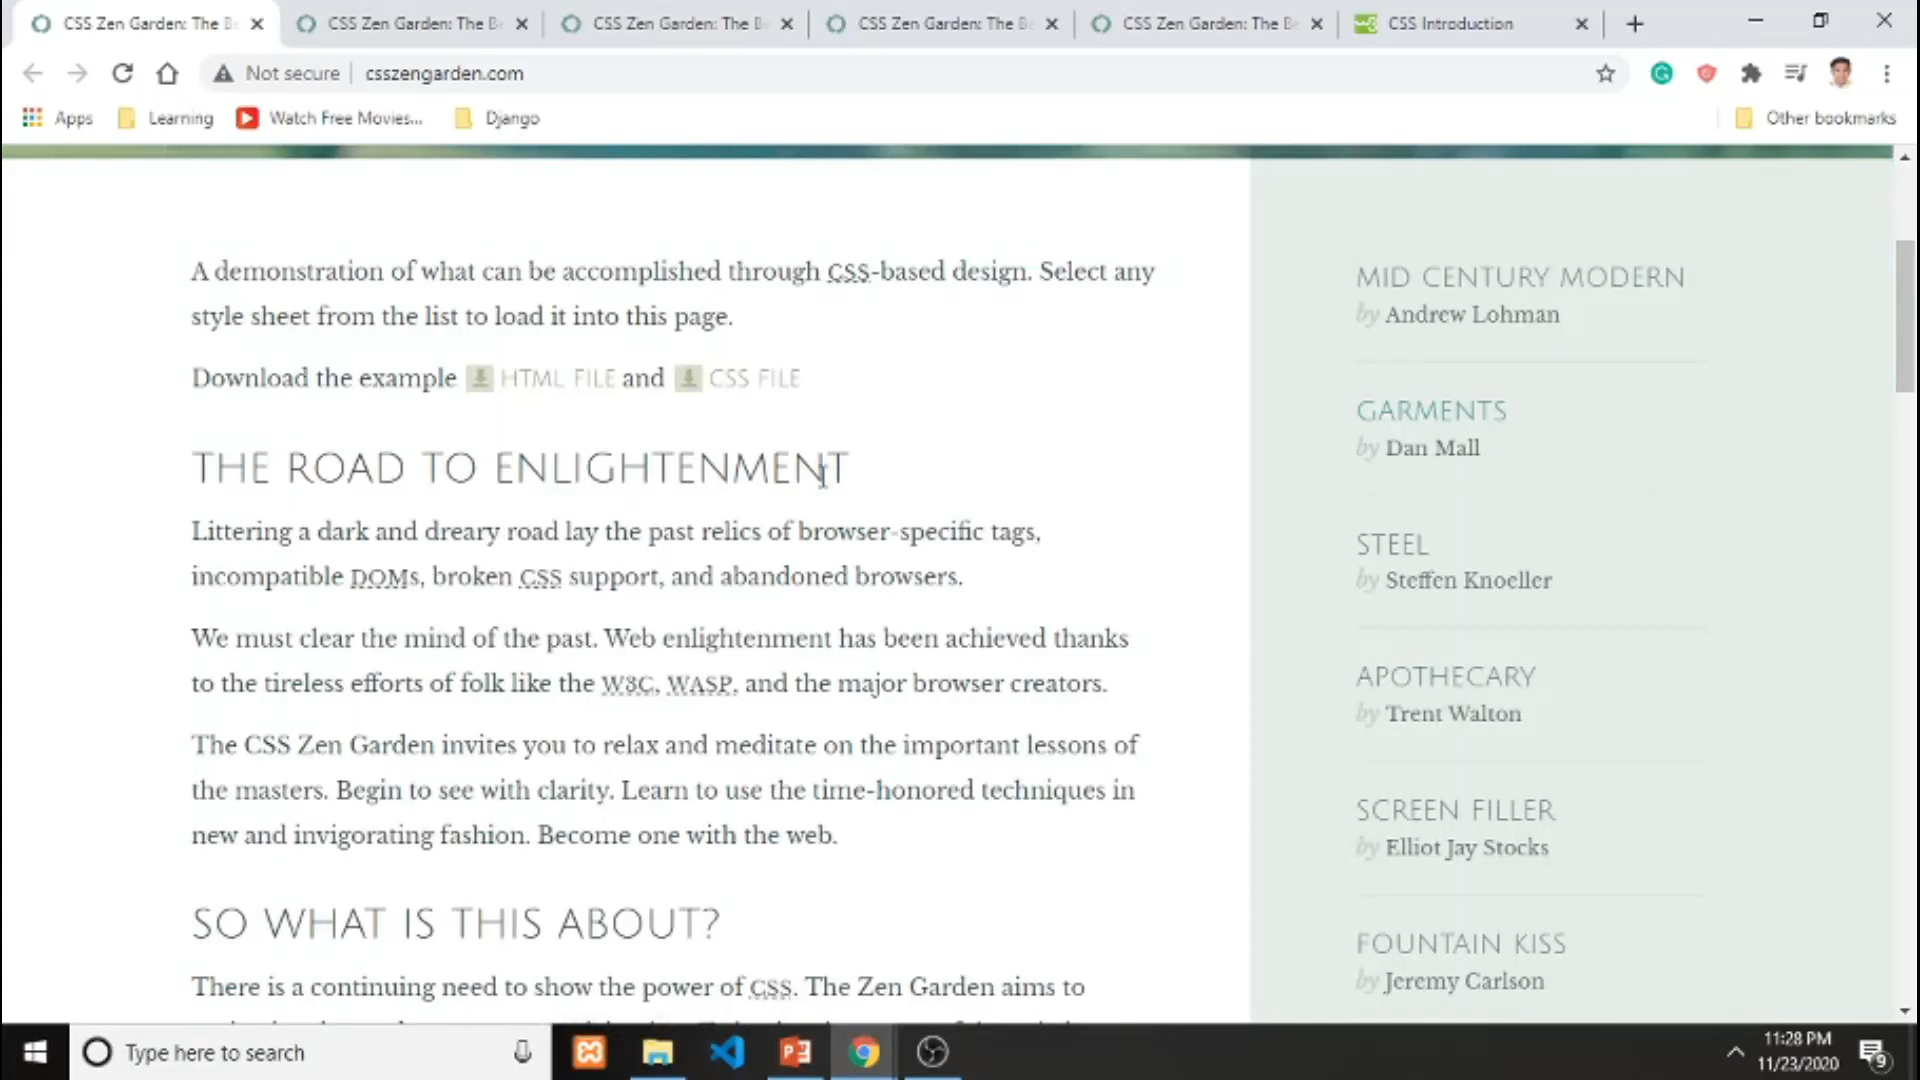 CSS Zen Garden: The Be
CSS Zen Garden: The Be
CSS Zen Garden: The Be
CSS Zen Garden: The Be
CSS Zen Garden: The Be
CSS Introduction
Not secure
csszengarden.com
Apps
Learning
Watch Free Movies...
Django
Other bookmarks
A demonstration of what can be accomplished through CSS-based design. Select any
style sheet from the list to load it into this page.
Download the example HTML FILE and CSS FILE
THE ROAD TO ENLIGHTENMENT
Littering a dark and dreary road lay the past relics of browser-specific tags,
incompatible DOMs, broken CSS support, and abandoned browsers.
We must clear the mind of the past. Web enlightenment has been achieved thanks
to the tireless efforts of folk like the W3C, WASP, and the major browser creators.
The CSS Zen Garden invites you to relax and meditate on the important lessons of
the masters. Begin to see with clarity. Learn to use the time-honored techniques in
new and invigorating fashion. Become one with the web.
SO WHAT IS THIS ABOUT?
There is a continuing need to show the power of CSS. The Zen Garden aims to
MID CENTURY MODERN
by Andrew Lohman
GARMENTS
by Dan Mall
STEEL
by Steffen Knoeller
APOTHECARY
by Trent Walton
SCREEN FILLER
by Elliot Jay Stocks
FOUNTAIN KISS
by Jeremy Carlson
Type here to search
11:28 PM
11/23/2020
9